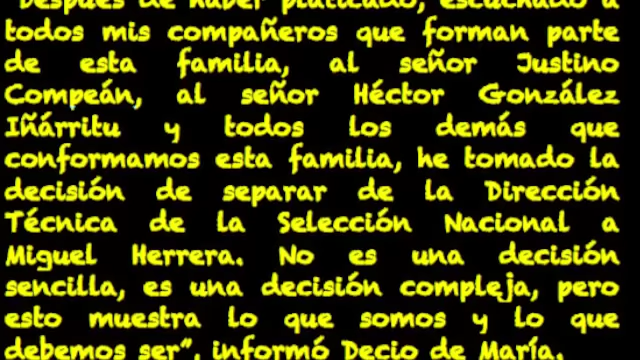 "Después de haber platicado, escuchado a
todos mis compañeros que forman parte
de esta familia, al señor Justino
Compeán, al señor Héctor González
Iñárritu y todos los demás que
conformamos esta familia, he tomado la
decisión de separar de la Dirección
Técnica de la Selección Nacional a
Miguel Herrera. No es una decisión
sencilla, es una decisión compleja, pero
esto muestra lo que somos y lo que
debemos ser", informó Decio de María.